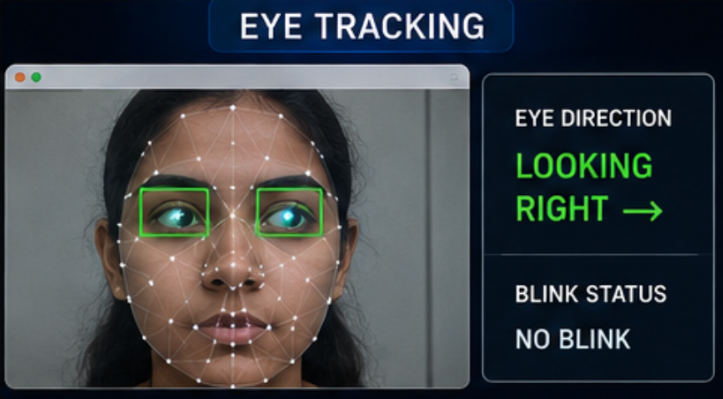 EYE TRACKING
EYE DIRECTION
LOOKING
RIGHT →
BLINK STATUS
NO BLINK